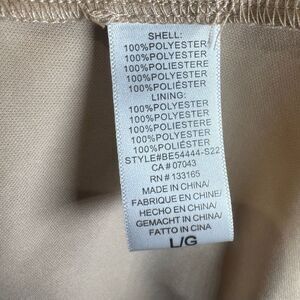 SHELL:
100%POLYESTER
100%POLYESTER
100%POLIESTERE
100%POLYESTER
100%POLIÉSTER
LINING:
100%POLYESTER
100%POLYESTER
100%POLIESTERE
100%POLYESTER
100%POLIÉSTER
STYLE#BE54444-S22
CA # 07043
RN # 133165
MADE IN CHINA/
FABRIQUE EN CHINE/
HECHO EN CHINA/
GEMACHT IN CHINA/
FATTO IN CINA
L/G